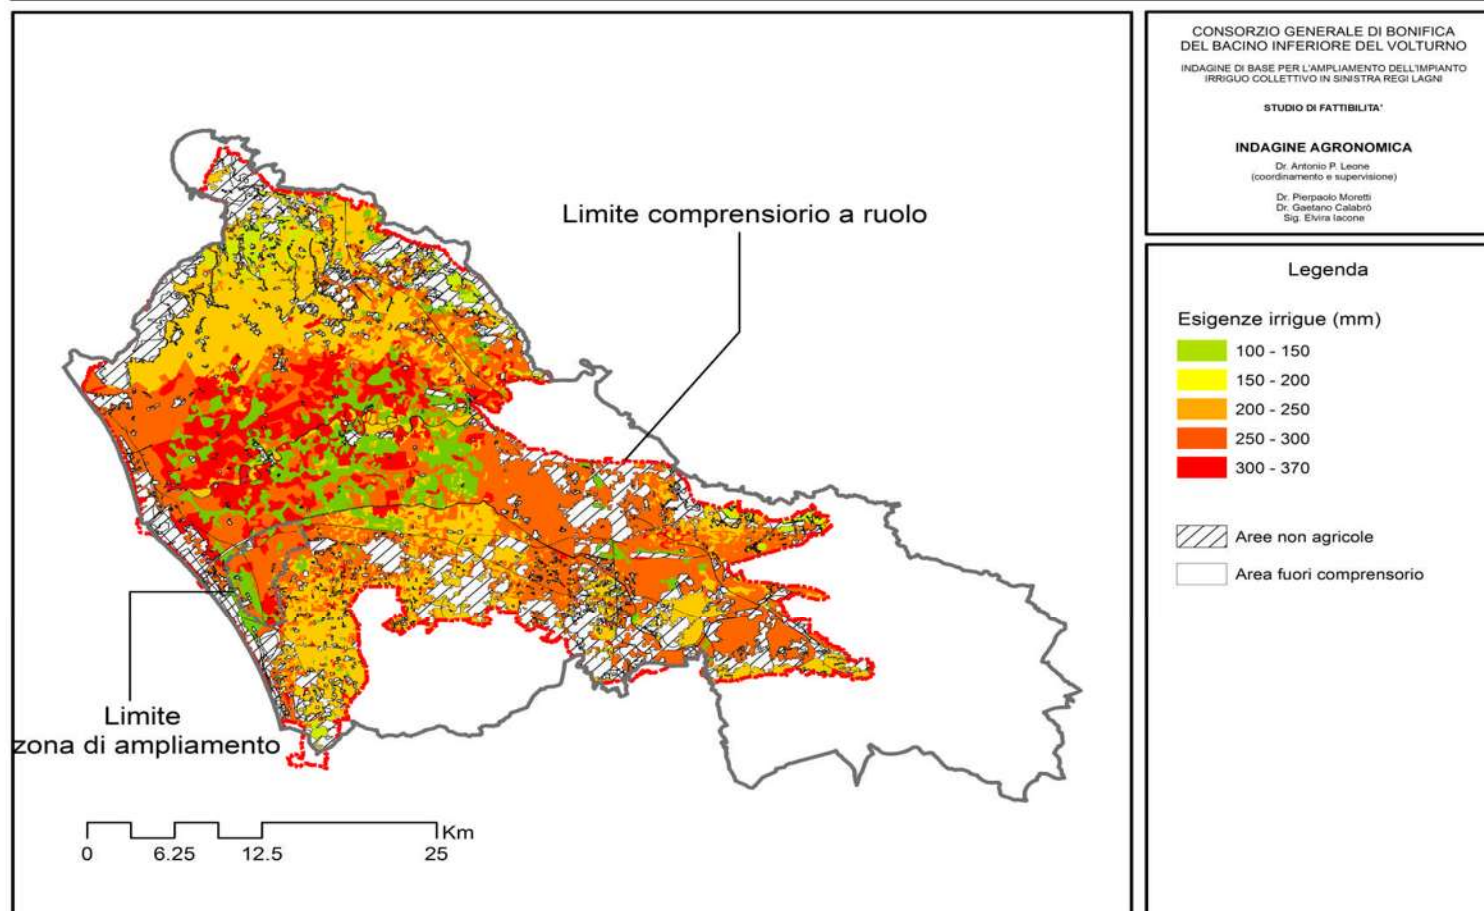 CONSORZIO GENERALE DI BONIFICA
DEL BACINO INFERIORE DEL VOLTURNO
INDAGINE DI BASE PER L'AMPLIAMENTO DELL'IMPIANTO
IRRIGUO COLLETTIVO IN SINISTRA REGI LAGNI
STUDIO DI FATTIBILITA'
INDAGINE AGRONOMICA
Dr. Antonio P. Leone
(coordinamento e supervisione)
Dr. Pierpaolo Moretti
Dr. Gaetano Calabrò
Sig. Elvira Iacone
Limite comprensiorio a ruolo
Limite
zona di ampliamento
Km
0 6.25 12.5 25
Legenda
Esigenze irrigue (mm)
100 - 150
150 - 200
200 - 250
250 - 300
300 - 370
Aree non agricole
Area fuori comprensorio